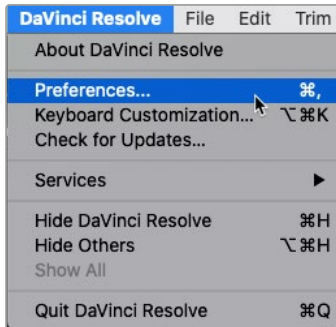 DaVinci Resolve File Edit Trim
About DaVinci Resolve
Preferences... ⌘,
Keyboard Customization... ⌥⌘K
Check for Updates...
Services ▶
Hide DaVinci Resolve ⌘H
Hide Others ⌥⌘H
Show All
Quit DaVinci Resolve ⌘Q